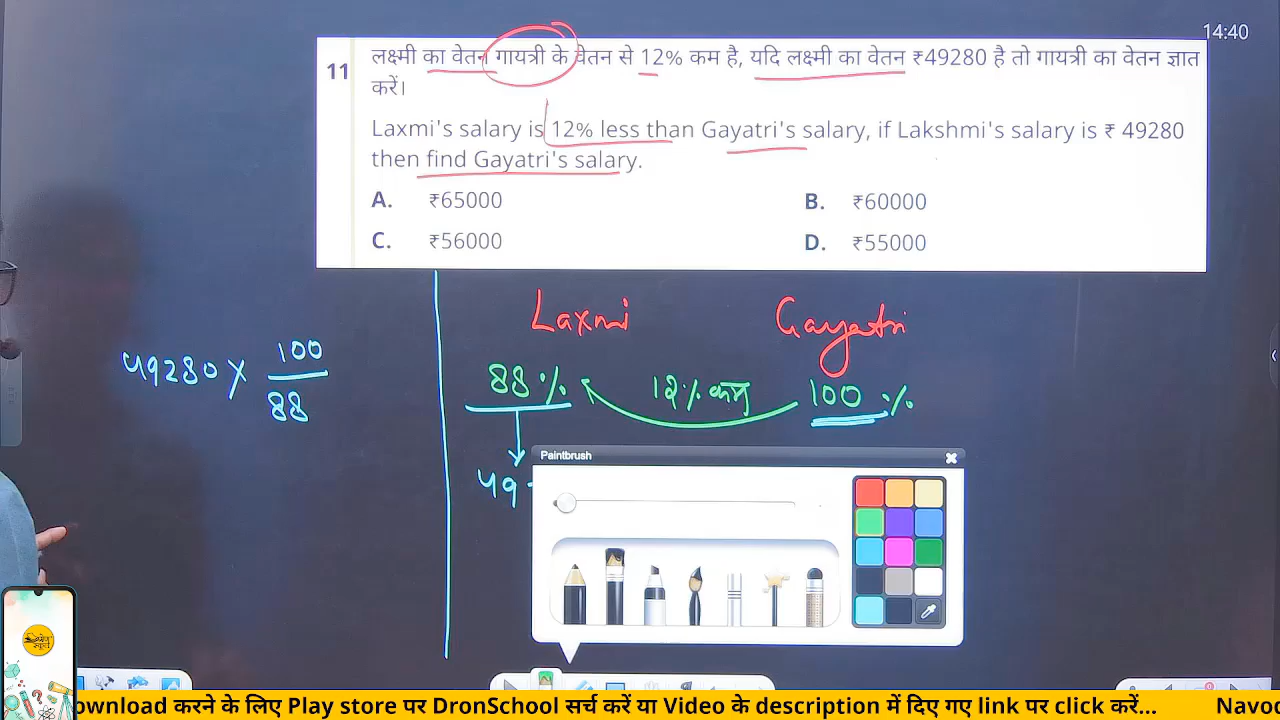 14:40
11 लक्ष्मी का वेतन गायत्री के वेतन से 12% कम है, यदि लक्ष्मी का वेतन ₹49280 है तो गायत्री का वेतन ज्ञात
करें।
Laxmi's salary is 12% less than Gayatri's salary, if Lakshmi's salary is ₹ 49280
then find Gayatri's salary.
A. ₹65000 B. ₹60000
C. ₹56000 D. ₹55000
Laxmi Gayatri
49280 × 100
88
88% 12% कम 100%
49
Paintbrush
ownload करने के लिए Play store पर DronSchool सर्च करें या Video के description में दिए गए link पर click करें... Navod